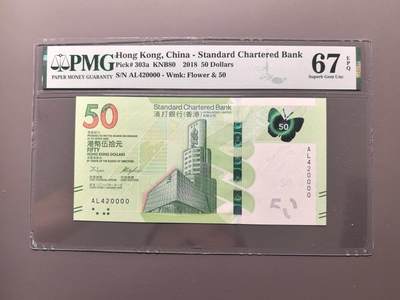 PMG
PAPER MONEY GUARANTY
Hong Kong, China - Standard Chartered Bank
Pick# 303a KNB80 2018 50 Dollars
S/N AL420000 - Wmk: Flower & 50
67
EPQ
Superb Gem Unc
50
Standard Chartered Bank
渣打銀行(香港)
港幣伍拾元
FIFTY
HONG KONG DOLLARS
50
AL420000
50
AL420000